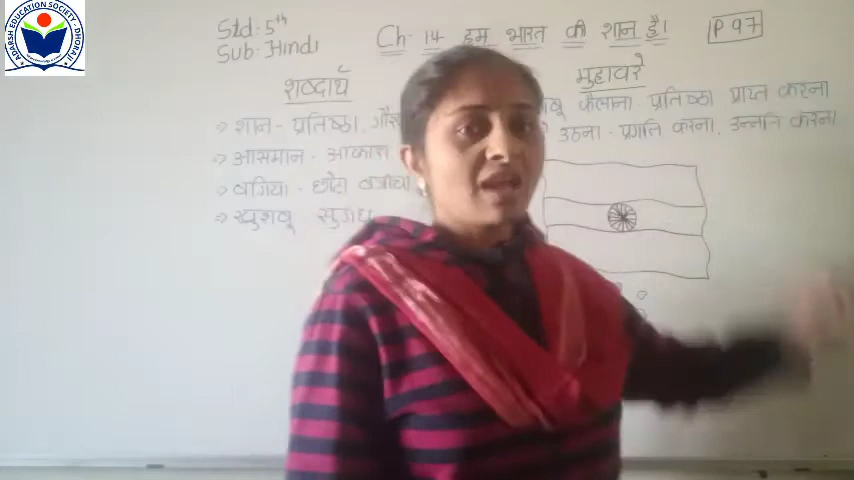 ADARSH EDUCATION SOCIETY - DHORAJI
Std:- 5th
Sub:- Hindi
Ch- 14 हम भारत की शान है।
P 97
शब्दार्थ
मुहावरे
→ शान - प्रतिष्ठा,
फैलाना - प्रतिष्ठा प्राप्त करना
→ आसमान - आकाश
उठना - प्रगति करना, उन्नति करना
→ बगिया - छोटा बगीचा
→ खुशबू - सुगंध